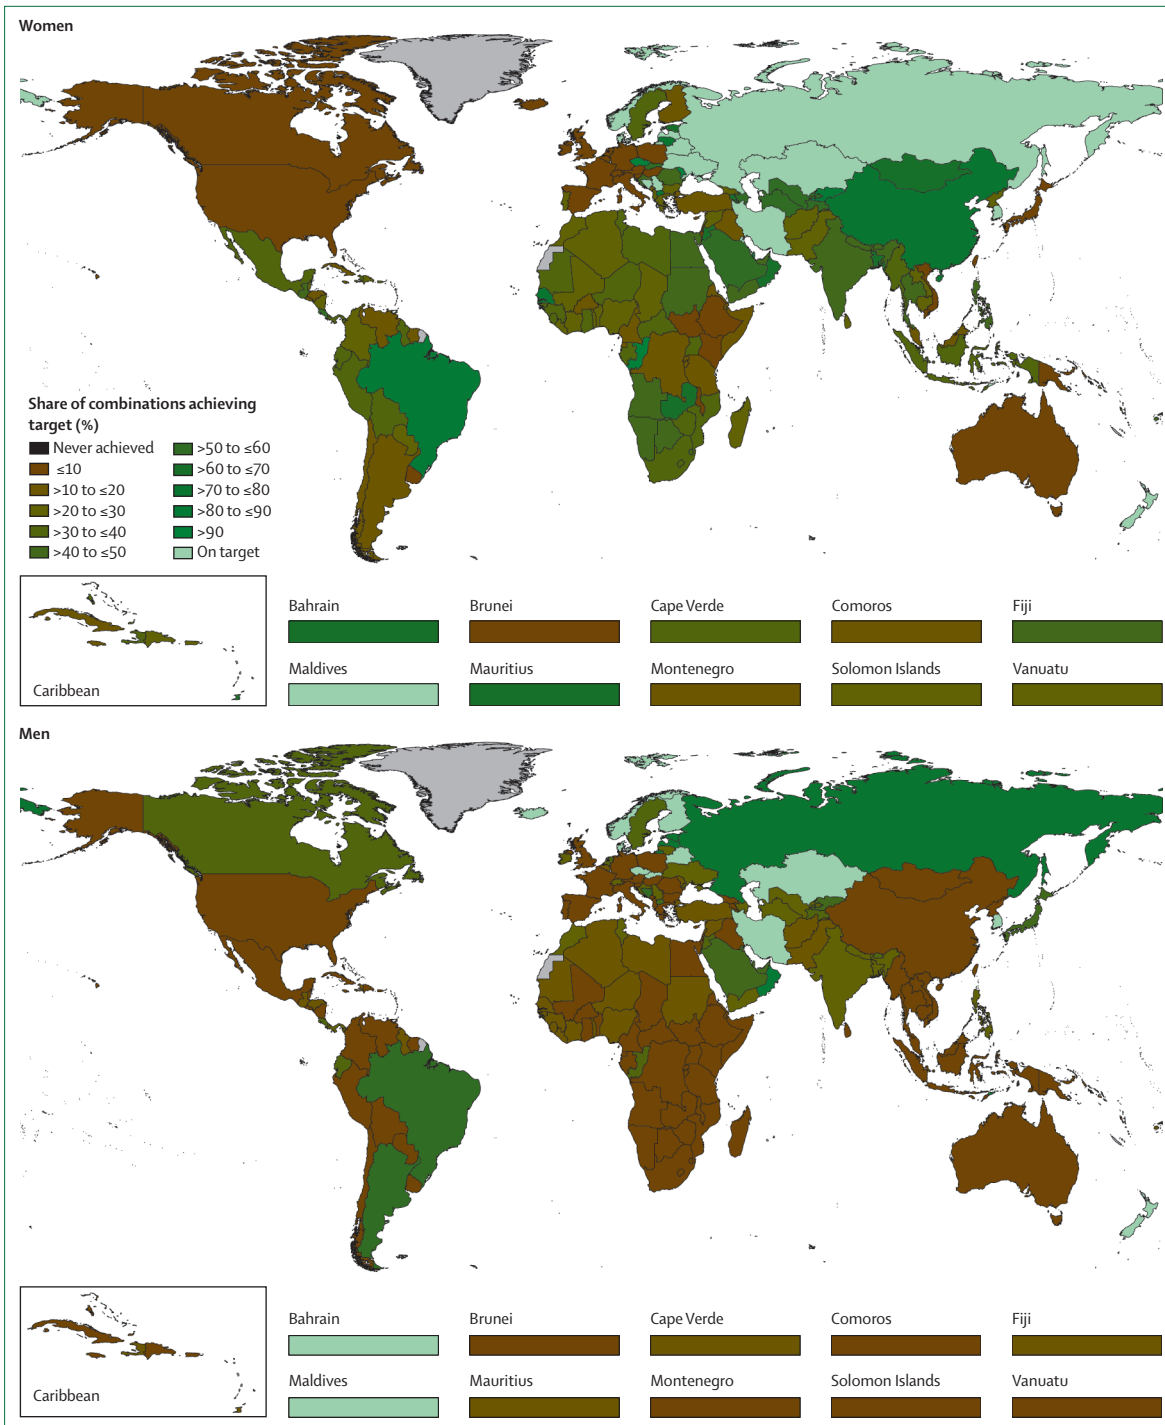 Women
Share of combinations achieving
target (%)
Never achieved
≤10
>10 to ≤20
>20 to ≤30
>30 to ≤40
>40 to ≤50
>50 to ≤60
>60 to ≤70
>70 to ≤80
>80 to ≤90
>90
On target
Caribbean
Bahrain
Brunei
Cape Verde
Comoros
Fiji
Maldives
Mauritius
Montenegro
Solomon Islands
Vanuatu
Men
Caribbean
Bahrain
Brunei
Cape Verde
Comoros
Fiji
Maldives
Mauritius
Montenegro
Solomon Islands
Vanuatu